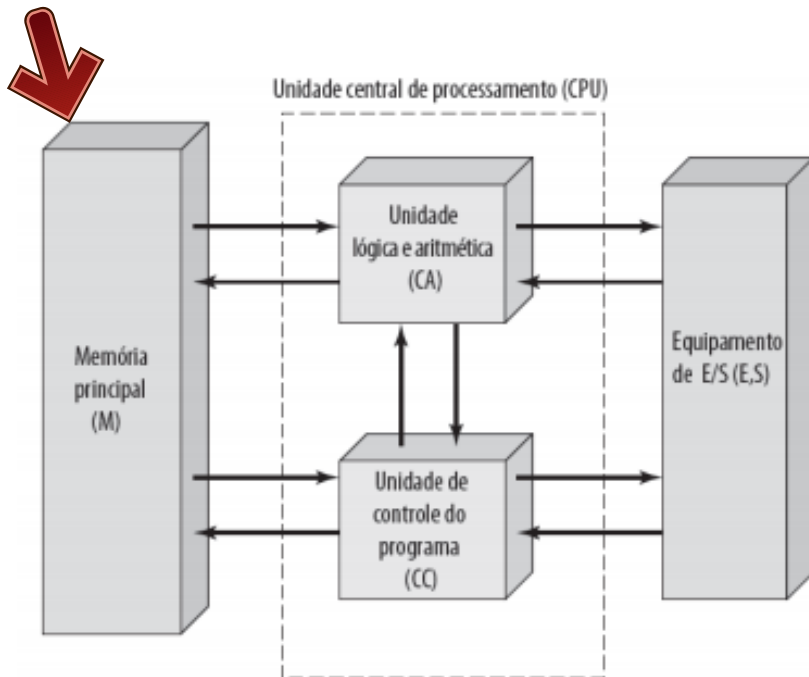 Unidade central de processamento (CPU)
Unidade
lógica e aritmética
(CA)
Memória
principal
(M)
Equipamento
de E/S (E,S)
Unidade de
controle do
programa
(CC)